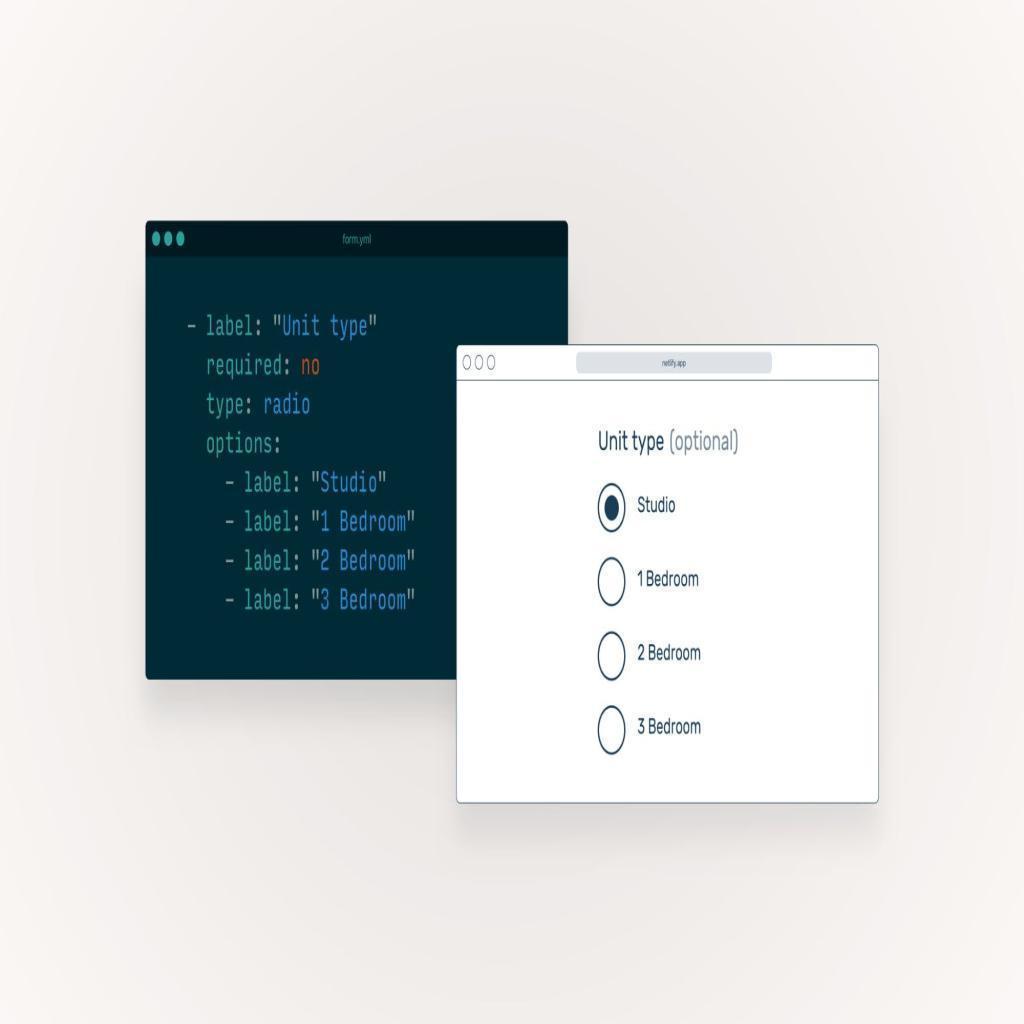 form.yml
- label: "Unit type"
required: no
type: radio
options:
- label: "Studio"
- label: "1 Bedroom"
- label: "2 Bedroom"
- label: "3 Bedroom"
netlify.app
Unit type (optional)
Studio
1 Bedroom
2 Bedroom
3 Bedroom